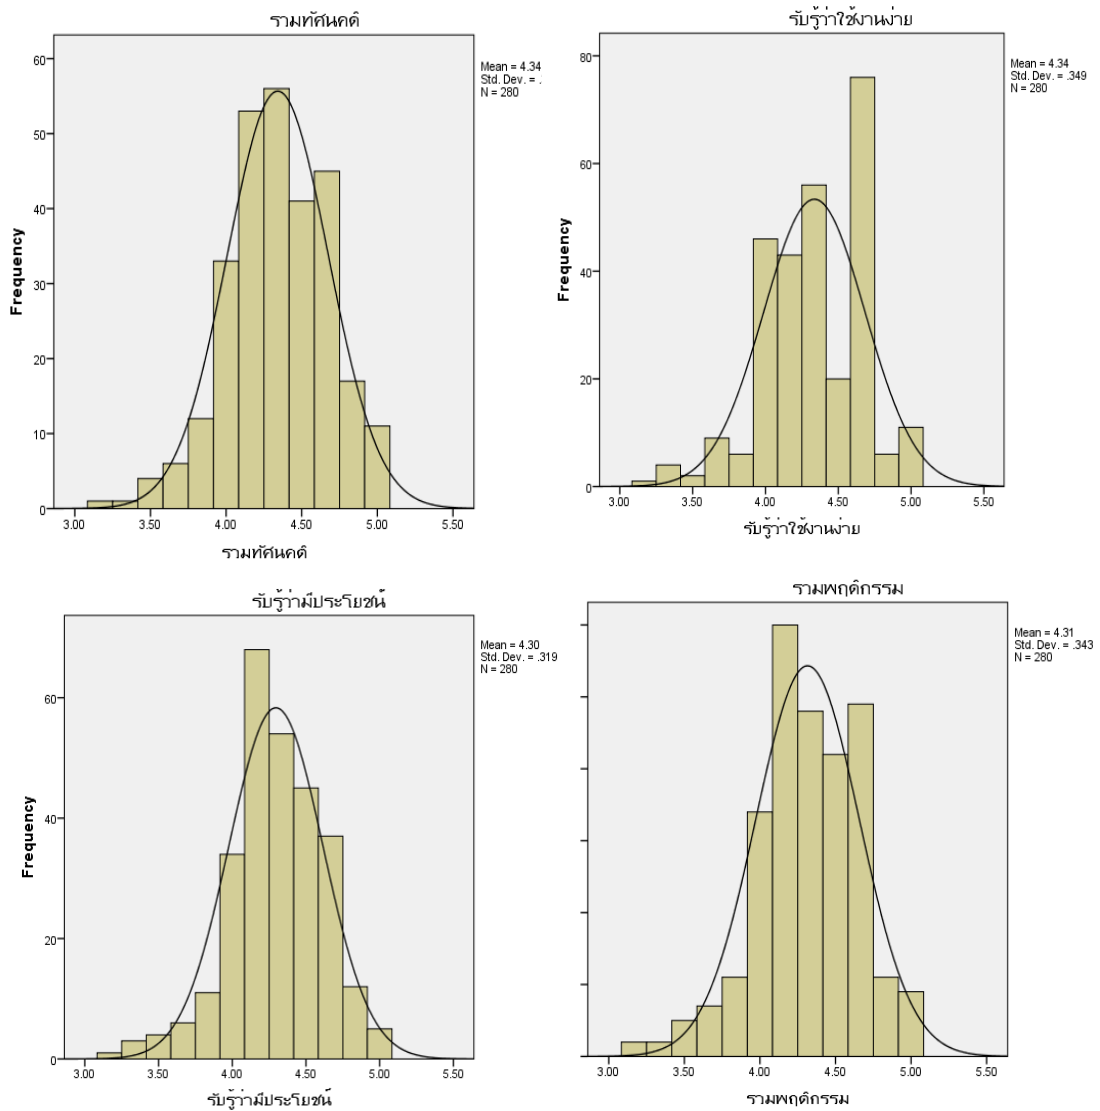 รวมทัศนคติ
60
50
40
30
20
10
0
Frequency
3.00 3.50 4.00 4.50 5.00 5.50
รวมทัศนคติ
Mean = 4.34
Std. Dev. = .
N = 280
รับรู้ว่าใช้งานง่าย
80
60
40
20
0
Frequency
3.00 3.50 4.00 4.50 5.00 5.50
รับรู้ว่าใช้งานง่าย
Mean = 4.34
Std. Dev. = .349
N = 280
รับรู้ว่ามีประโยชน์
60
40
20
0
Frequency
3.00 3.50 4.00 4.50 5.00 5.50
รับรู้ว่ามีประโยชน์
Mean = 4.30
Std. Dev. = .319
N = 280
รวมพฤติกรรม
3.00 3.50 4.00 4.50 5.00 5.50
รวมพฤติกรรม
Mean = 4.31
Std. Dev. = .343
N = 280